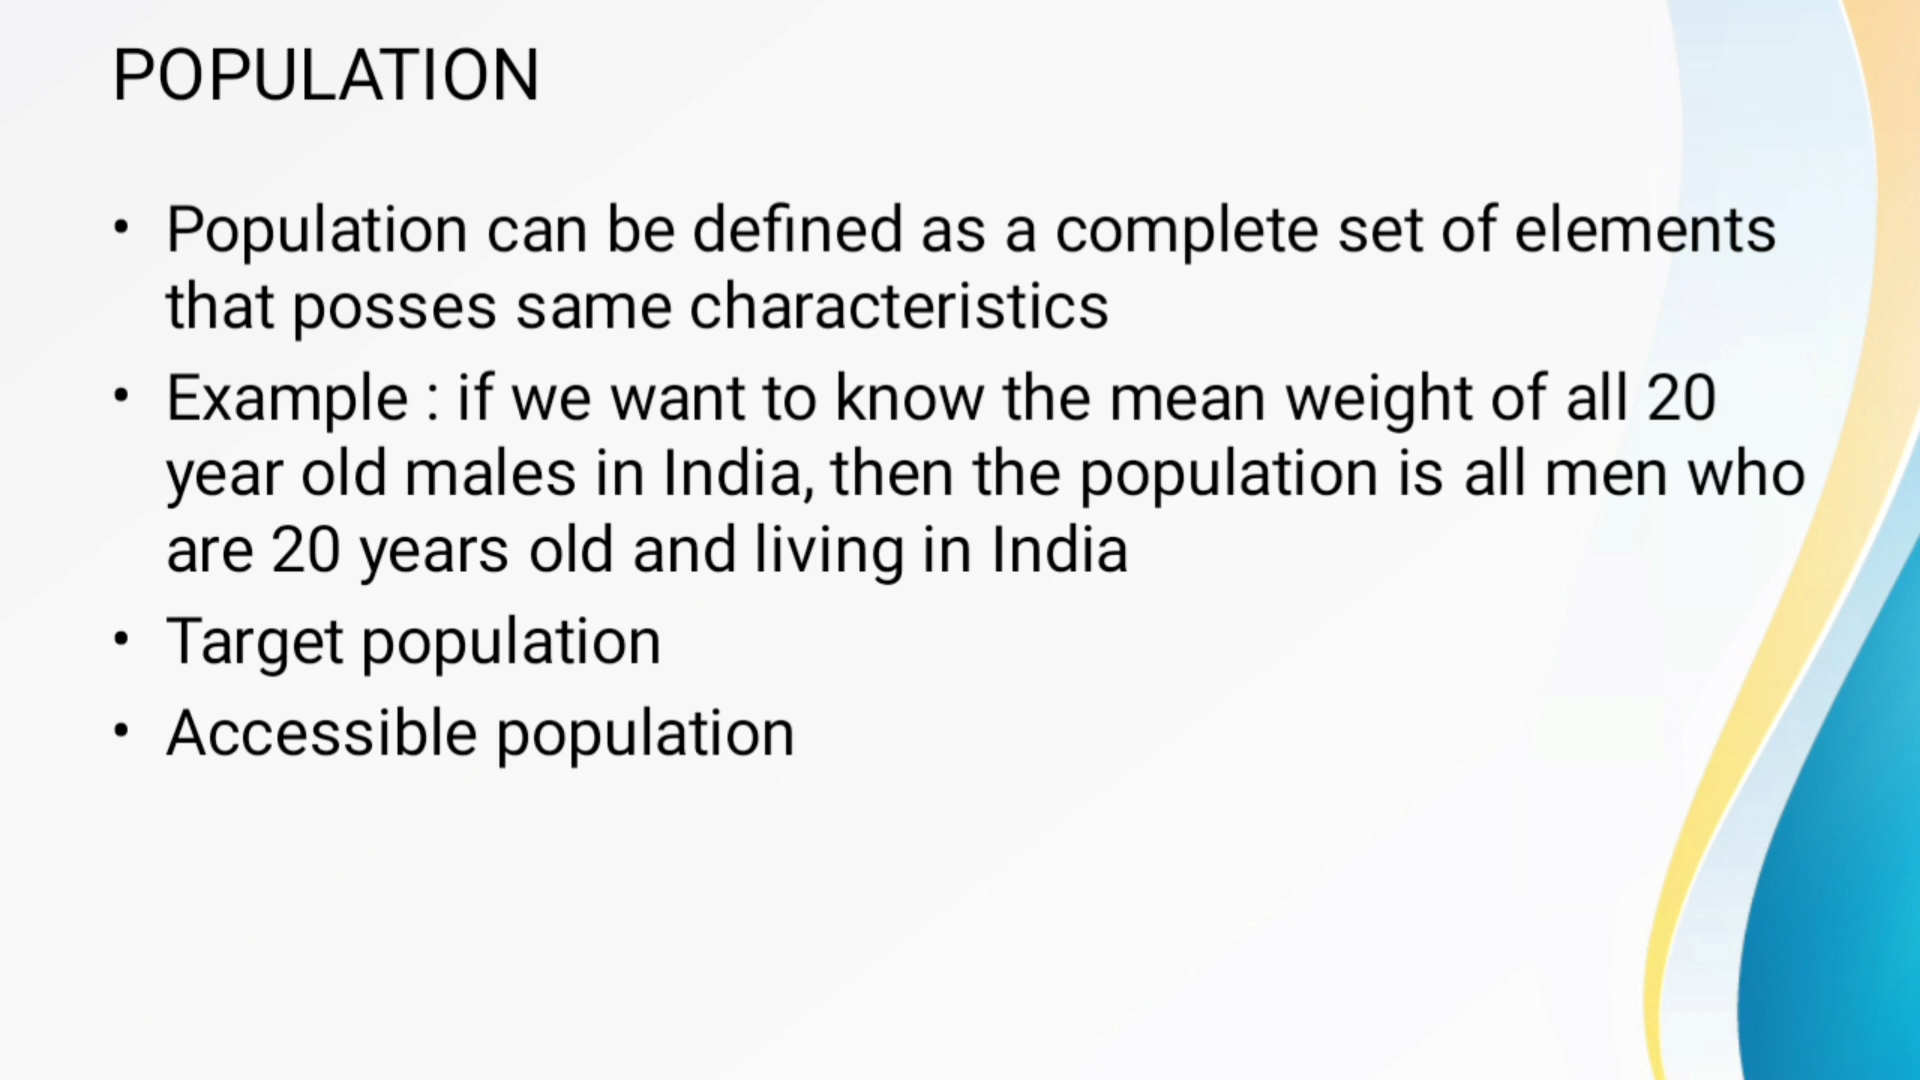 POPULATION
• Population can be defined as a complete set of elements
that posses same characteristics
• Example : if we want to know the mean weight of all 20
year old males in India, then the population is all men who
are 20 years old and living in India
• Target population
• Accessible population